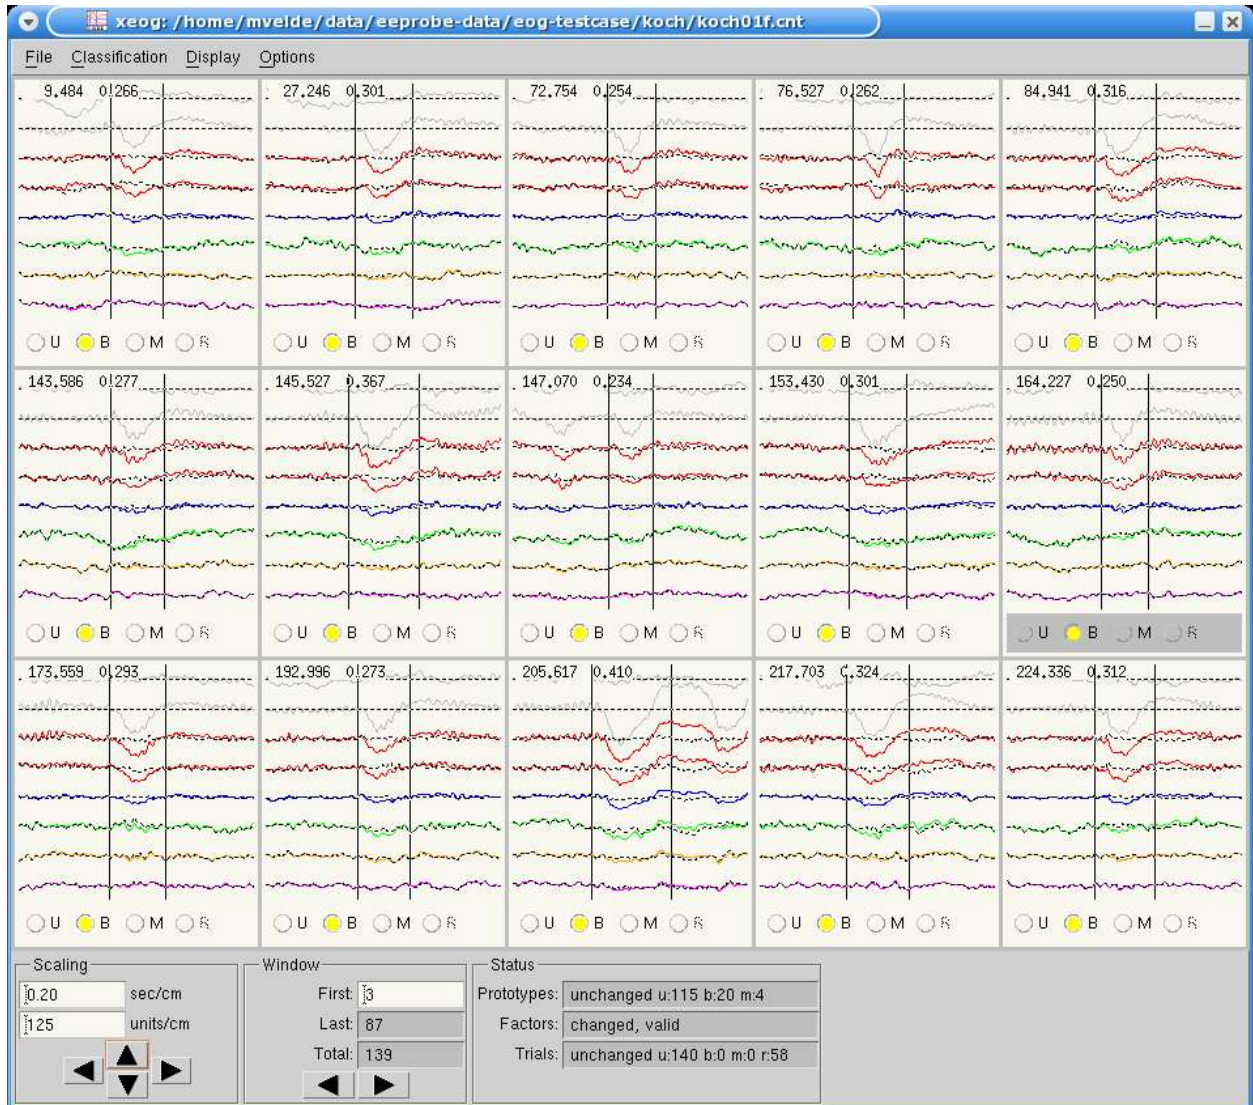 xeog: /home/mvelde/data/eeprobe-data/eog-testcase/koch/koch01f.cnt
File Classification Display Options
9.484 0.266
27.246 0.301
72.754 0.254
76.527 0.262
84.941 0.316
U B M R
U B M R
U B M R
U B M R
U B M R
143.586 0.277
145.527 0.367
147.070 0.234
153.430 0.301
164.227 0.250
U B M R
U B M R
U B M R
U B M R
U B M R
173.559 0.293
192.996 0.273
205.617 0.410
217.703 0.324
224.336 0.312
U B M R
U B M R
U B M R
U B M R
U B M R
Scaling
0.20 sec/cm
125 units/cm
Window
First: 3
Last: 87
Total: 139
Status
Prototypes: unchanged u:115 b:20 m:4
Factors: changed, valid
Trials: unchanged u:140 b:0 m:0 r:58